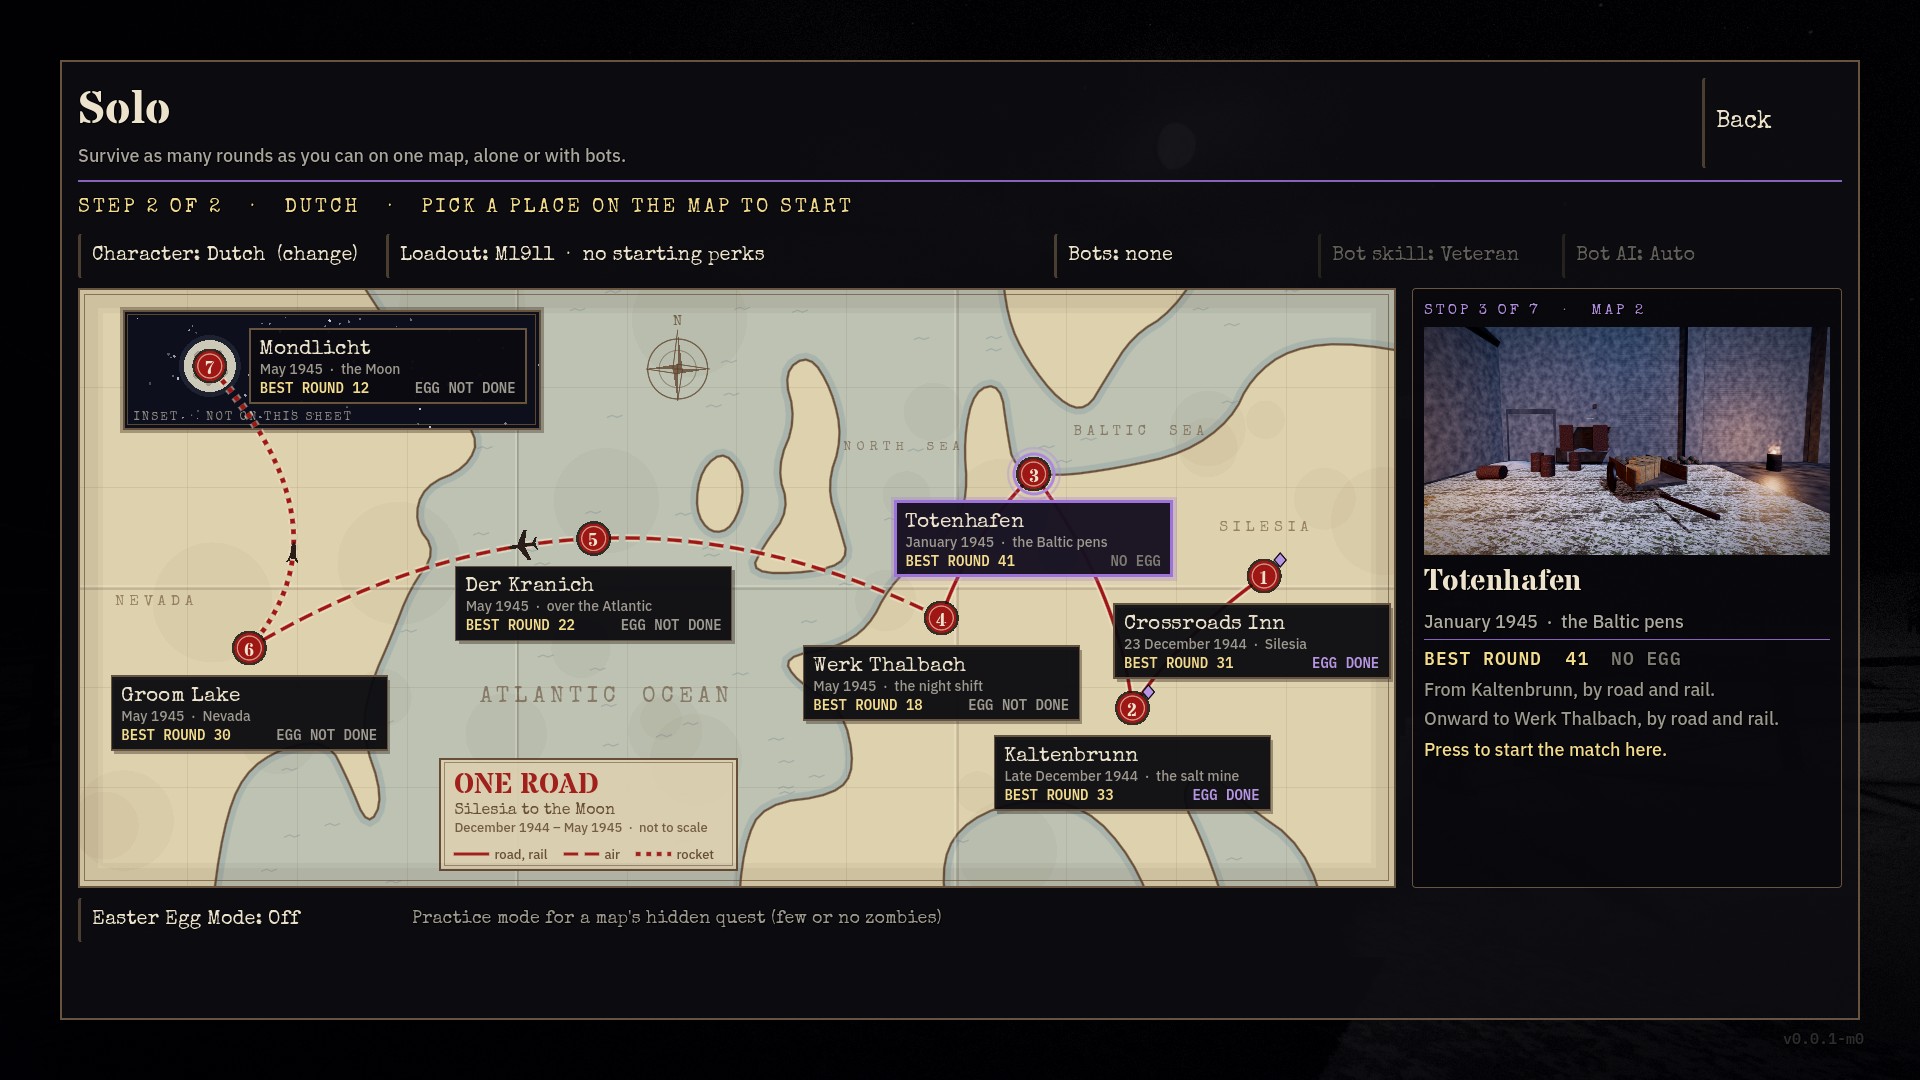 Solo
Back
Survive as many rounds as you can on one map, alone or with bots.
STEP 2 OF 2 · DUTCH · PICK A PLACE ON THE MAP TO START
Character: Dutch (change)
Loadout: M1911 · no starting perks
Bots: none
Bot skill: Veteran
Bot AI: Auto
7
Mondlicht
May 1945 · the Moon
BEST ROUND 12 EGG NOT DONE
INSET · NOT ON THIS SHEET
N
NORTH SEA
BALTIC SEA
SILESIA
NEVADA
ATLANTIC OCEAN
3
Totenhafen
January 1945 · the Baltic pens
BEST ROUND 41 NO EGG
5
Der Kranich
May 1945 · over the Atlantic
BEST ROUND 22 EGG NOT DONE
1
Crossroads Inn
23 December 1944 · Silesia
BEST ROUND 31 EGG DONE
4
Werk Thalbach
May 1945 · the night shift
BEST ROUND 18 EGG NOT DONE
6
Groom Lake
May 1945 · Nevada
BEST ROUND 30 EGG NOT DONE
2
Kaltenbrunn
Late December 1944 · the salt mine
BEST ROUND 33 EGG DONE
ONE ROAD
Silesia to the Moon
December 1944 – May 1945 · not to scale
road, rail air rocket
STOP 3 OF 7 · MAP 2
Totenhafen
January 1945 · the Baltic pens
BEST ROUND 41 NO EGG
From Kaltenbrunn, by road and rail.
Onward to Werk Thalbach, by road and rail.
Press to start the match here.
Easter Egg Mode: Off
Practice mode for a map's hidden quest (few or no zombies)
v0.0.1-m0